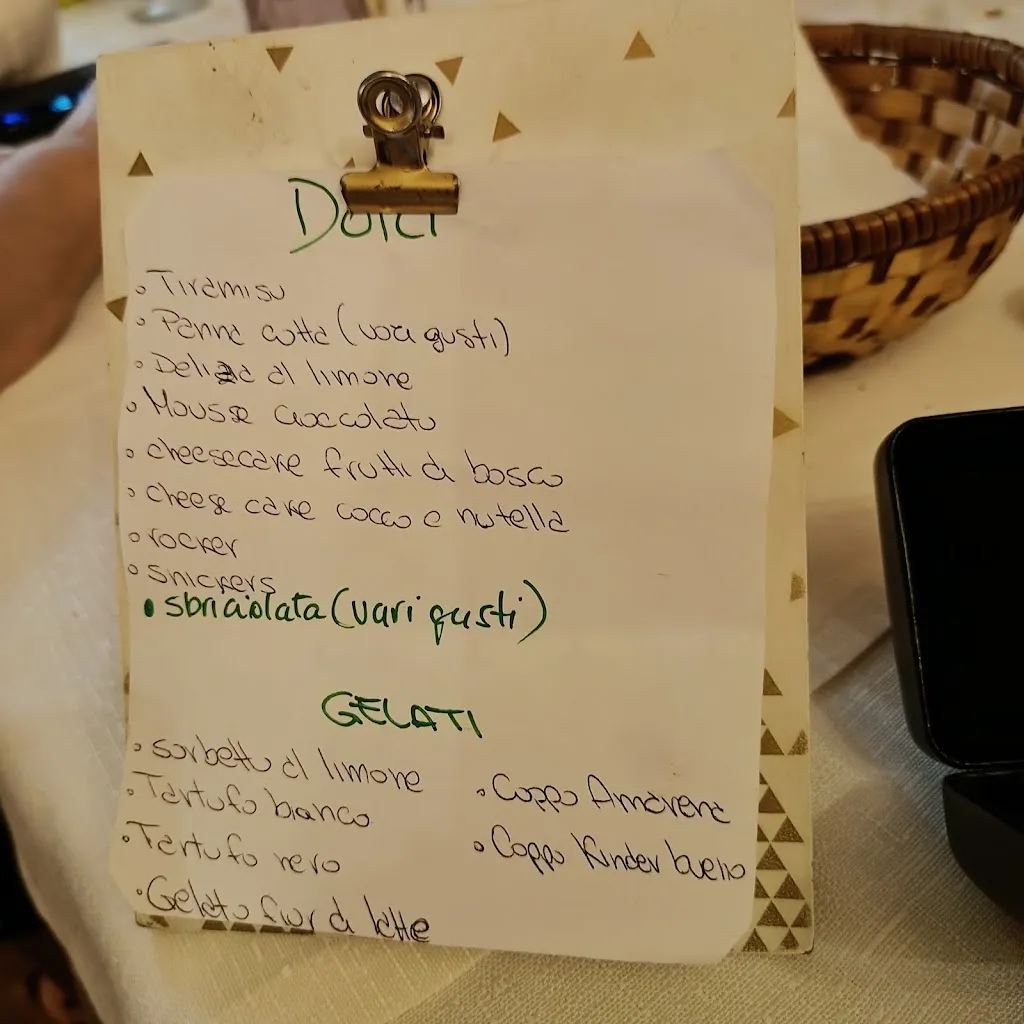 DOLCI
Tiramisu
Panna cotta (vari gusti)
Delizia al limone
Mousse cioccolato
cheesecake frutti di bosco
cheese cake cocco e nutella
rocker
snickers
sbriciolata (vari gusti)
GELATI
sorbetto al limone
Tartufo bianco
Tartufo nero
Gelato fior di latte
Coppa Amarena
Coppa Kinder bueno